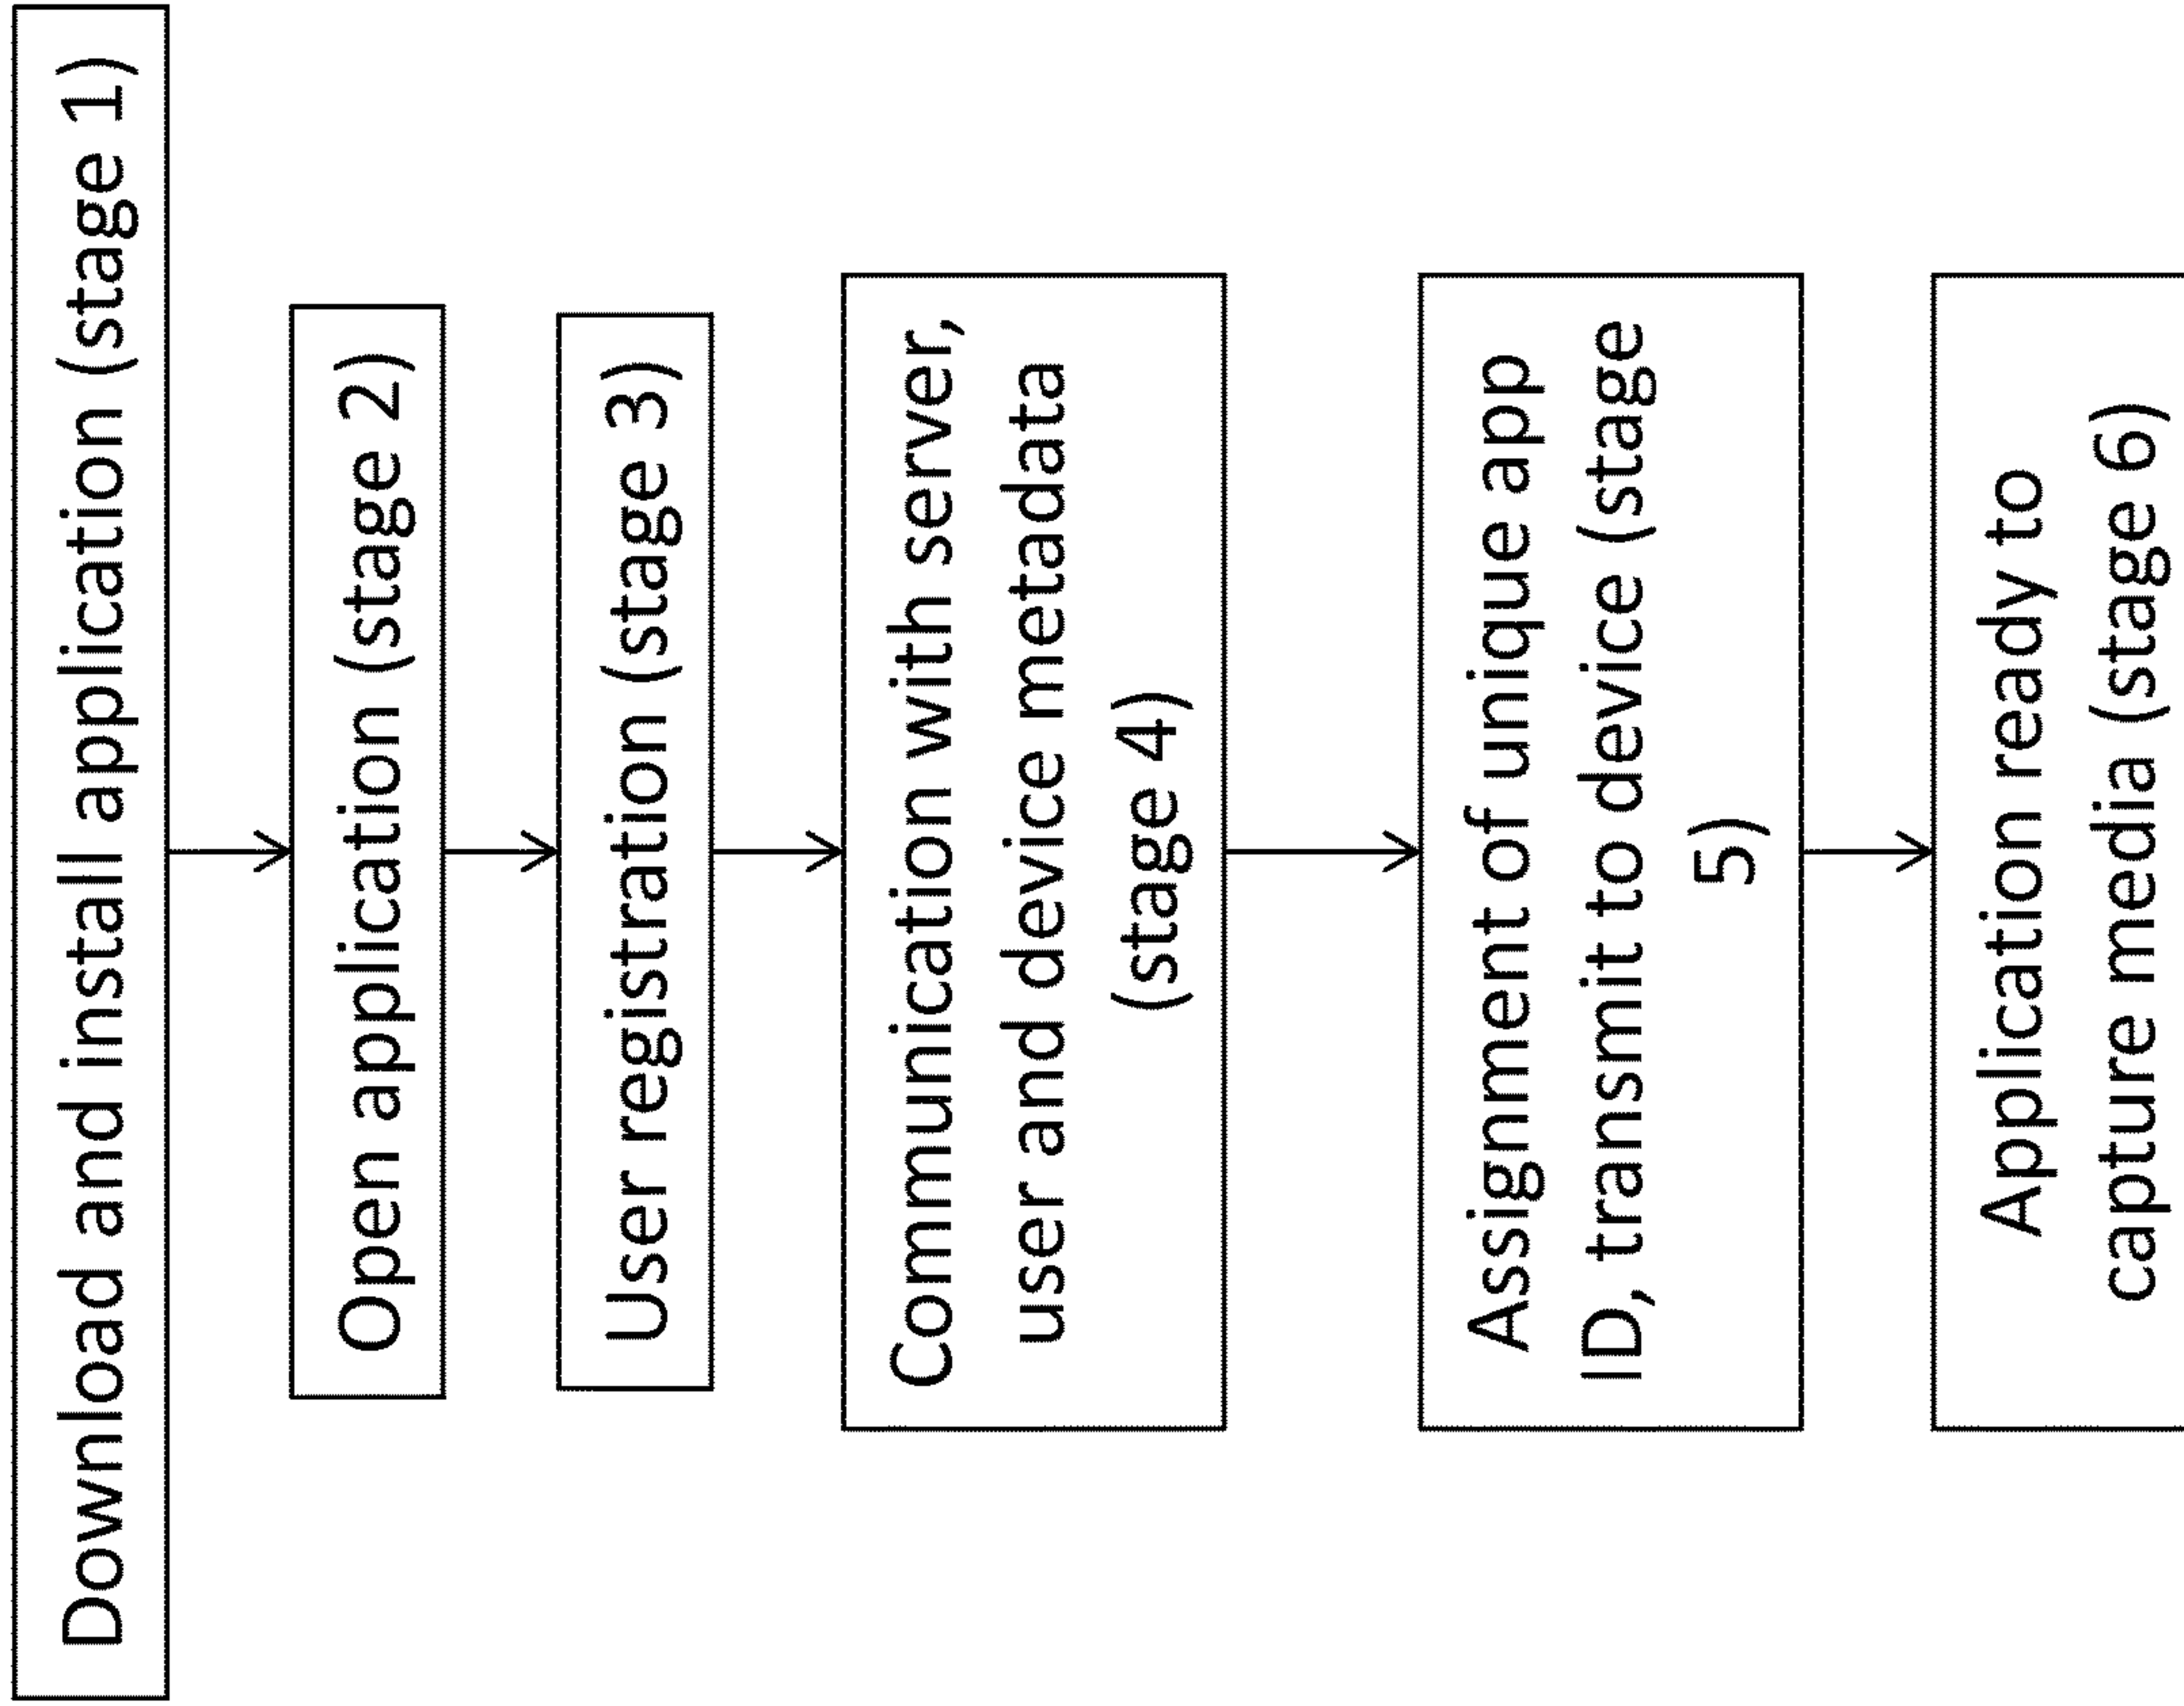 Download and install application (stage 1)
Open application (stage 2)
User registration (stage 3)
Communication with server,
user and device metadata
(stage 4)
Assignment of unique app
ID, transmit to device (stage
5)
Application ready to
capture media (stage 6)